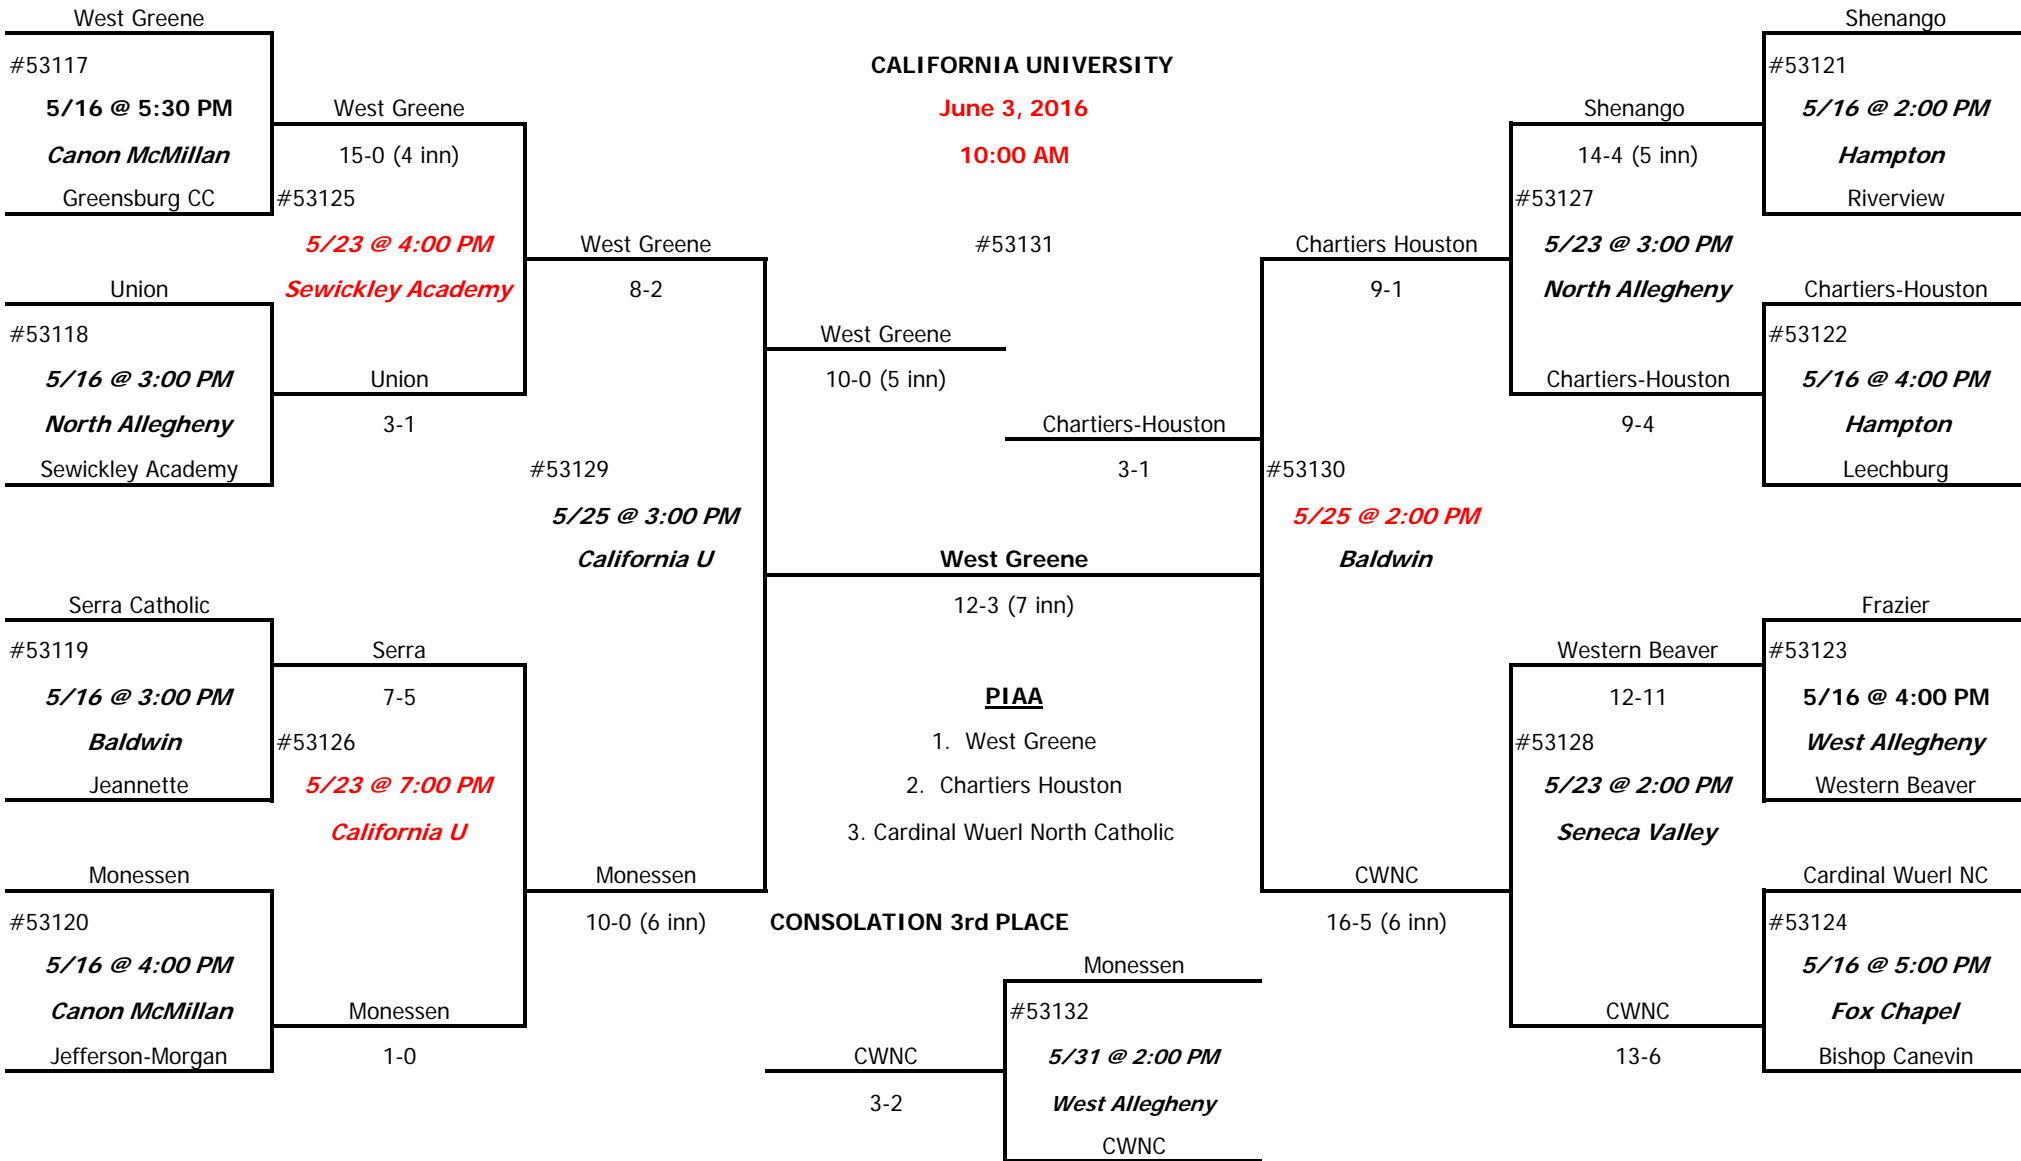 West Greene
#53117
5/16 @ 5:30 PM
Canon McMillan
Greensburg CC
Union
#53118
5/16 @ 3:00 PM
North Allegheny
Sewickley Academy
Serra Catholic
#53119
5/16 @ 3:00 PM
Baldwin
Jeannette
Monessen
#53120
5/16 @ 4:00 PM
Canon McMillan
Jefferson-Morgan
West Greene
15-0 (4 inn)
#53125
5/23 @ 4:00 PM
Sewickley Academy
Union
3-1
Serra
7-5
#53126
5/23 @ 7:00 PM
California U
Monessen
1-0
West Greene
8-2
#53129
5/25 @ 3:00 PM
California U
Monessen
10-0 (6 inn)
CALIFORNIA UNIVERSITY
June 3, 2016
10:00 AM
#53131
West Greene
10-0 (5 inn)
Chartiers-Houston
3-1
West Greene
12-3 (7 inn)
PIAA
1. West Greene
2. Chartiers Houston
3. Cardinal Wuerl North Catholic
CONSOLATION 3rd PLACE
Monessen
#53132
5/31 @ 2:00 PM
West Allegheny
CWNC
CWNC
3-2
Chartiers Houston
9-1
#53130
5/25 @ 2:00 PM
Baldwin
CWNC
16-5 (6 inn)
Shenango
14-4 (5 inn)
#53127
5/23 @ 3:00 PM
North Allegheny
Chartiers-Houston
9-4
Western Beaver
12-11
#53128
5/23 @ 2:00 PM
Seneca Valley
CWNC
13-6
Shenango
#53121
5/16 @ 2:00 PM
Hampton
Riverview
Chartiers-Houston
#53122
5/16 @ 4:00 PM
Hampton
Leechburg
Frazier
#53123
5/16 @ 4:00 PM
West Allegheny
Western Beaver
Cardinal Wuerl NC
#53124
5/16 @ 5:00 PM
Fox Chapel
Bishop Canevin